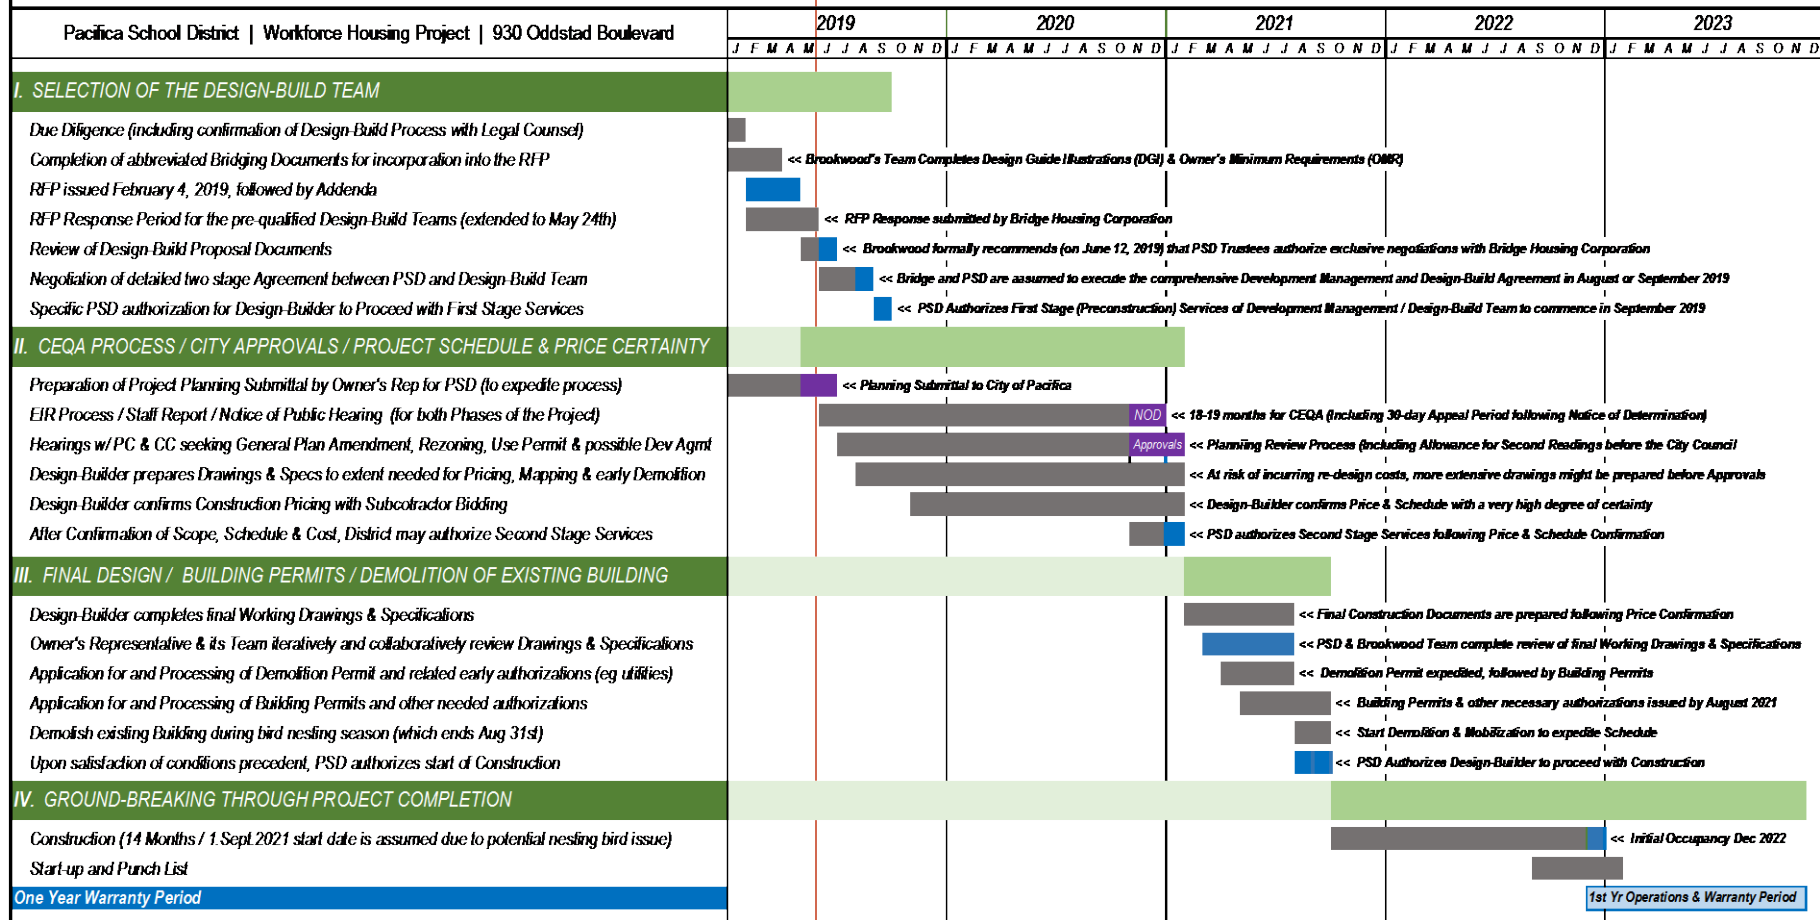 Pacifica School District | Workforce Housing Project | 930 Oddstad Boulevard
2019 2020 2021 2022 2023
J F M A M J J A S O N D J F M A M J J A S O N D J F M A M J J A S O N D J F M A M J J A S O N D J F M A M J J A S O N D
I. SELECTION OF THE DESIGN-BUILD TEAM
Due Diligence (including confirmation of Design-Build Process with Legal Counsel)
Completion of abbreviated Bridging Documents for incorporation into the RFP << Brookwood's Team Completes Design Guide Illustrations (DGI) & Owner's Minimum Requirements (OMR)
RFP issued February 4, 2019, followed by Addenda
RFP Response Period for the pre-qualified Design-Build Teams (extended to May 24th) << RFP Response submitted by Bridge Housing Corporation
Review of Design-Build Proposal Documents << Brookwood formally recommends (on June 12, 2019) that PSD Trustees authorize exclusive negotiations with Bridge Housing Corporation
Negotiation of detailed two stage Agreement between PSD and Design-Build Team << Bridge and PSD are aasumed to execute the comprehensive Development Management and Design-Build Agreement in August or September 2019
Specific PSD authorization for Design-Builder to Proceed with First Stage Services << PSD Authorizes First Stage (Preconstruction) Services of Development Management / Design-Build Team to commence in September 2019
II. CEQA PROCESS / CITY APPROVALS / PROJECT SCHEDULE & PRICE CERTAINTY
Preparation of Project Planning Submittal by Owner's Rep for PSD (to expedite process) << Planning Submittal to City of Pacifica
EIR Process / Staff Report / Notice of Public Hearing (for both Phases of the Project) NOD << 18-19 months for CEQA (Including 30-day Appeal Period following Notice of Determination)
Hearings w/ PC & CC seeking General Plan Amendment, Rezoning, Use Permit & possible Dev Agmt Approvals << Planniing Review Process (Including Allowance for Second Readings before the City Council
Design-Builder prepares Drawings & Specs to extent needed for Pricing, Mapping & early Demolition << At risk of incurring re-design costs, more extensive drawings might be prepared before Approvals
Design-Builder confirms Construction Pricing with Subcotractor Bidding << Design-Builder confirms Price & Schedule with a very high degree of certainty
After Confirmation of Scope, Schedule & Cost, District may authorize Second Stage Services << PSD authorizes Second Stage Services following Price & Schedule Confirmation
III. FINAL DESIGN / BUILDING PERMITS / DEMOLITION OF EXISTING BUILDING
Design-Builder completes final Working Drawings & Specifications << Final Construction Documents are prepared following Price Confirmation
Owner's Representative & its Team iteratively and collaboratively review Drawings & Specifications << PSD & Brookwood Team complete review of final Working Drawings & Specifications
Application for and Processing of Demolition Permit and related early authorizations (eg utilities) << Demolition Permit expedited, followed by Building Permits
Application for and Processing of Building Permits and other needed authorizations << Building Permits & other necessary authorizations issued by August 2021
Demolish existing Building during bird nesting season (which ends Aug 31st) << Start Demolition & Mobilization to expedite Schedule
Upon satisfaction of conditions precedent, PSD authorizes start of Construction << PSD Authorizes Design-Builder to proceed with Construction
IV. GROUND-BREAKING THROUGH PROJECT COMPLETION
Construction (14 Months / 1.Sept.2021 start date is assumed due to potential nesting bird issue) << Initial Occupancy Dec 2022
Start-up and Punch List
One Year Warranty Period 1st Yr Operations & Warranty Period